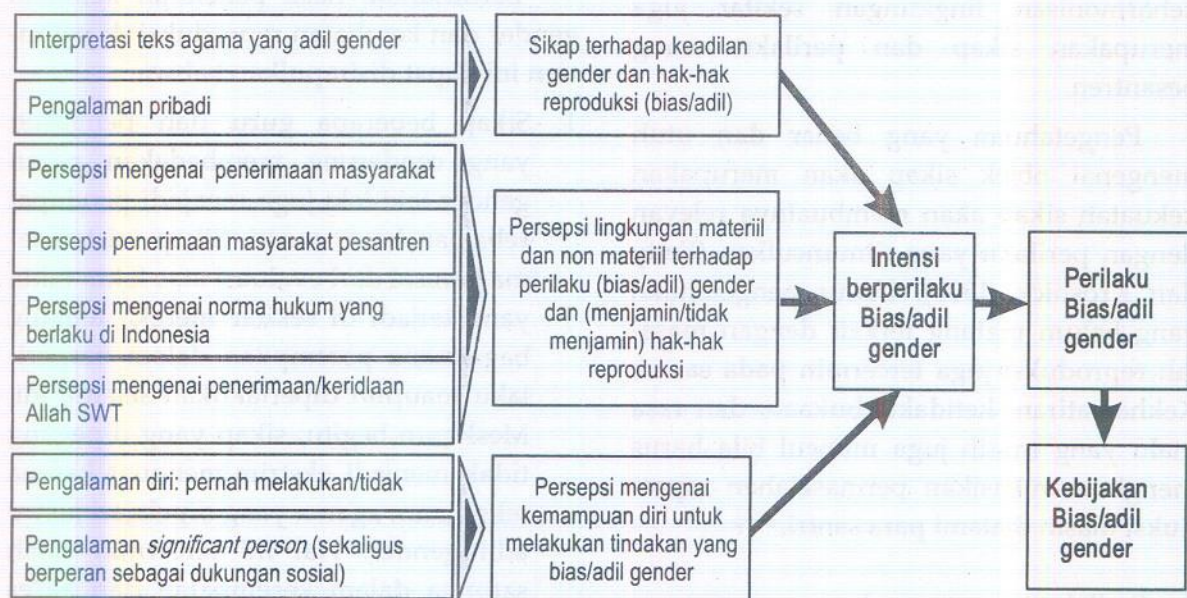 Interpretasi teks agama yang adil gender
Pengalaman pribadi
Persepsi mengenai penerimaan masyarakat
Persepsi penerimaan masyarakat pesantren
Persepsi mengenai norma hukum yang
berlaku di Indonesia
Persepsi mengenai penerimaan/keridlaan
Allah SWT
Pengalaman diri: pernah melakukan/tidak
Pengalaman significant person (sekaligus
berperan sebagai dukungan sosial)
Sikap terhadap keadilan
gender dan hak-hak
reproduksi (bias/adil)
Persepsi lingkungan materiil
dan non materiil terhadap
perilaku (bias/adil) gender
dan (menjamin/tidak
menjamin) hak-hak
reproduksi
Persepsi mengenai
kemampuan diri untuk
melakukan tindakan yang
bias/adil gender
Intensi
berperilaku
Bias/adil
gender
Perilaku
Bias/adil
gender
Kebijakan
Bias/adil
gender